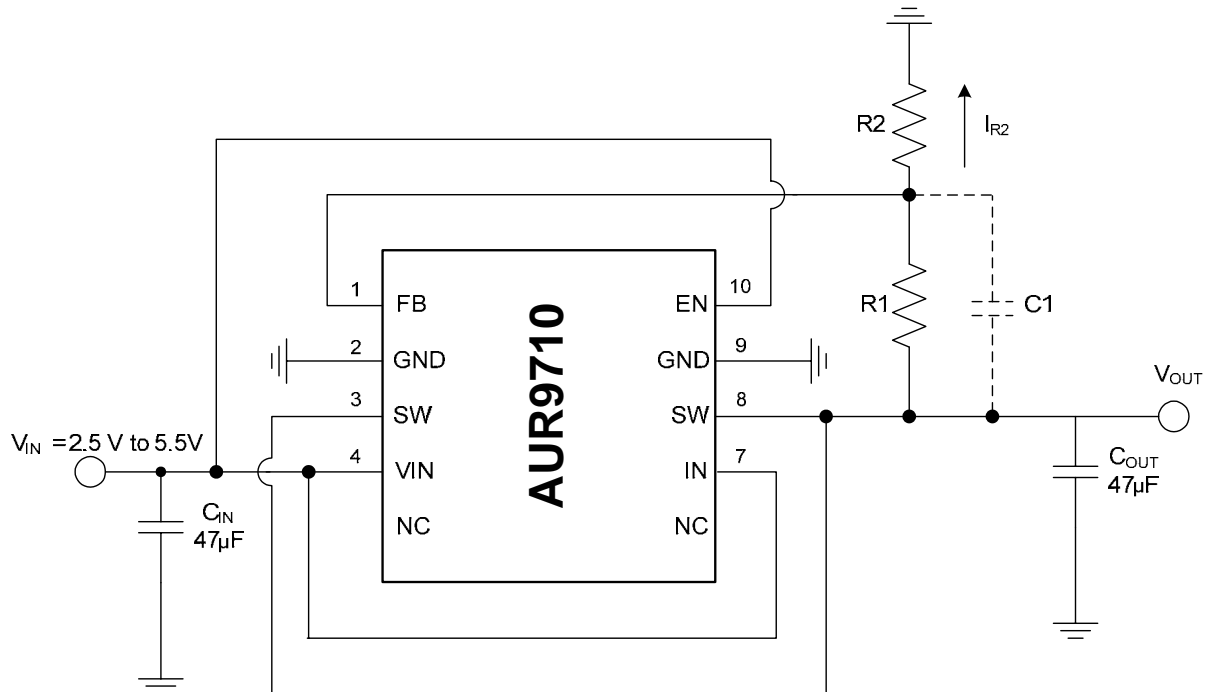 R2
I_R2
R1
C1
1
FB
EN
10
2
GND
GND
9
3
SW
SW
8
4
VIN
IN
7
NC
NC
AUR9710
V_IN =2.5 V to 5.5V
C_IN
47µF
V_OUT
C_OUT
47µF